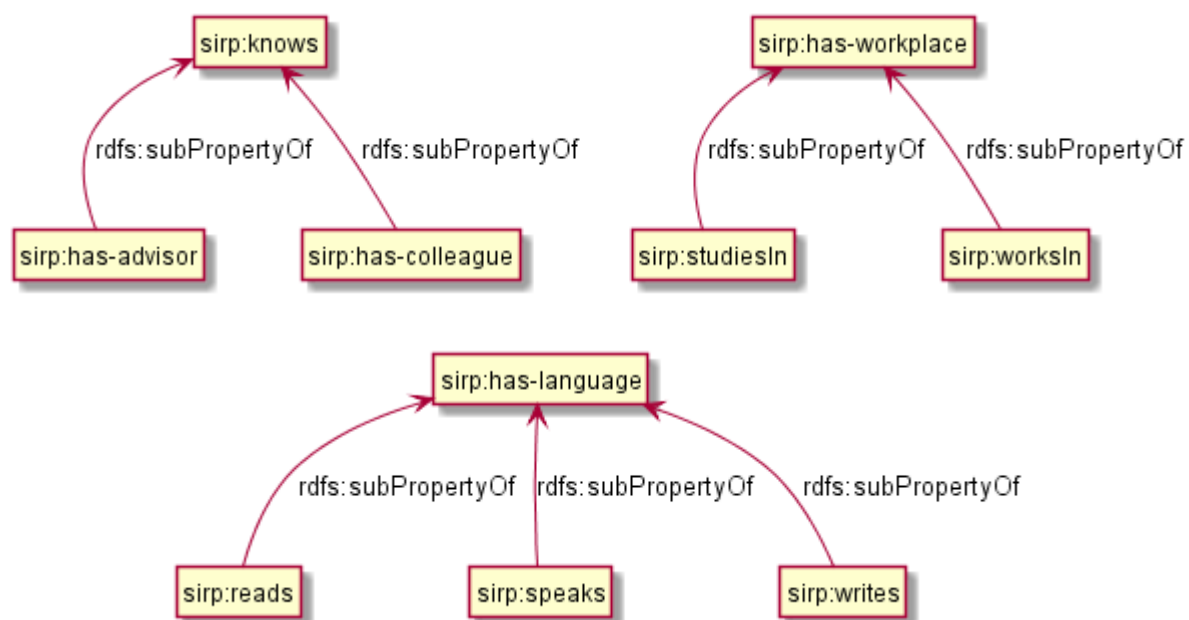 sirp:knows
sirp:has-workplace
rdfs:subPropertyOf
rdfs:subPropertyOf
rdfs:subPropertyOf
rdfs:subPropertyOf
sirp:has-advisor
sirp:has-colleague
sirp:studiesIn
sirp:worksIn
sirp:has-language
rdfs:subPropertyOf
rdfs:subPropertyOf
rdfs:subPropertyOf
sirp:reads
sirp:speaks
sirp:writes